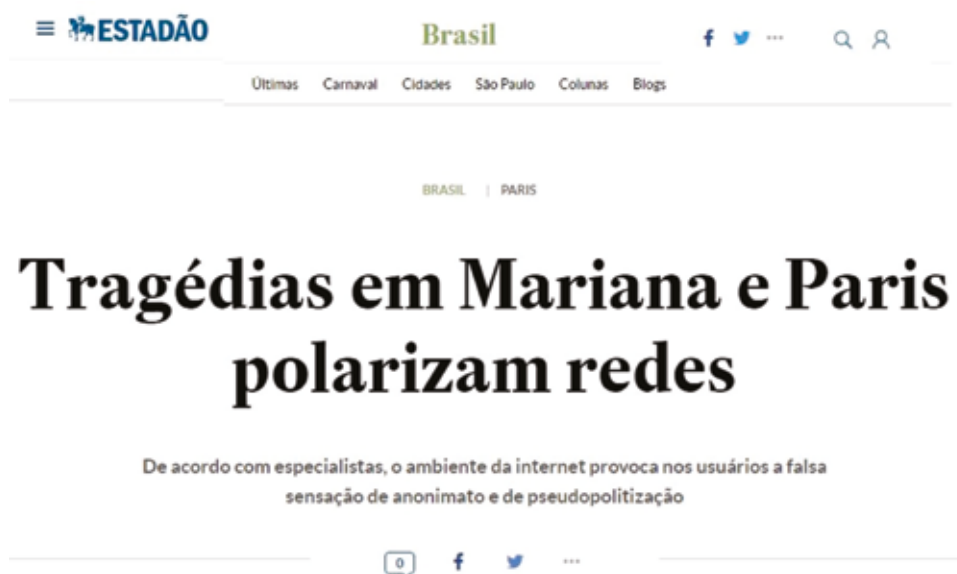 ESTADÃO
Brasil
Últimas Carnaval Cidades São Paulo Colunas Blogs
BRASIL | PARIS
Tragédias em Mariana e Paris
polarizam redes
De acordo com especialistas, o ambiente da internet provoca nos usuários a falsa
sensação de anonimato e de pseudopolitização
0